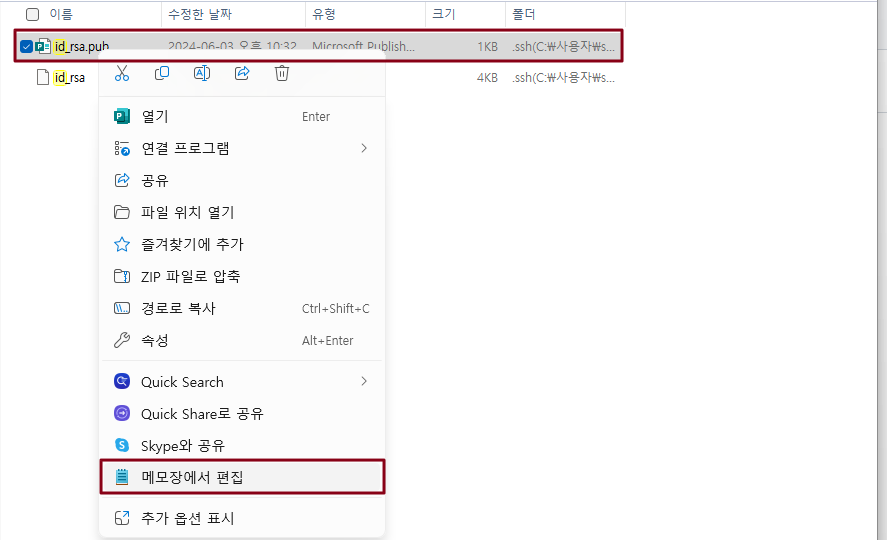 이름 수정한 날짜 유형 크기 폴더
id_rsa.pub 2024-06-03 오후 10:32 Microsoft Publish... 1KB .ssh(C:₩사용자₩s...
id_rsa 4KB .ssh(C:₩사용자₩s...
열기 Enter
연결 프로그램
공유
파일 위치 열기
즐겨찾기에 추가
ZIP 파일로 압축
경로로 복사 Ctrl+Shift+C
속성 Alt+Enter
Quick Search
Quick Share로 공유
Skype와 공유
메모장에서 편집
추가 옵션 표시